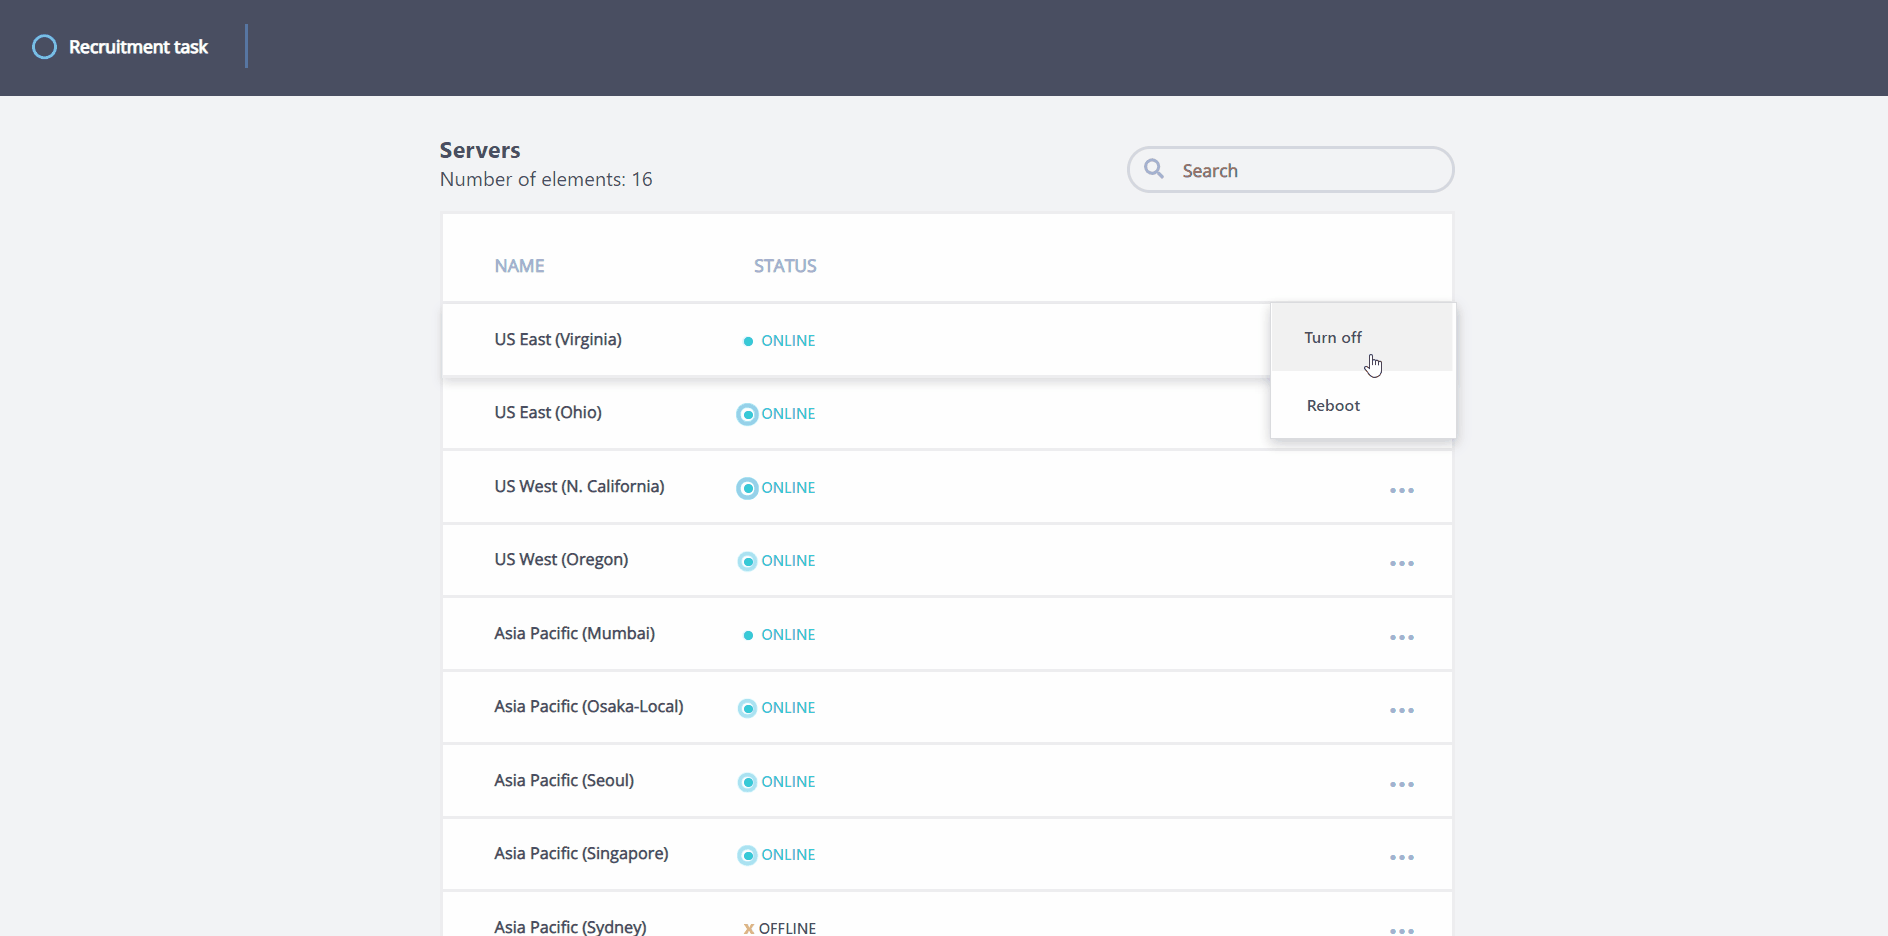 Recruitment task
Servers
Number of elements: 16
Search
NAME STATUS
US East (Virginia) ONLINE Turn off
US East (Ohio) ONLINE Reboot
US West (N. California) ONLINE
US West (Oregon) ONLINE
Asia Pacific (Mumbai) ONLINE
Asia Pacific (Osaka-Local) ONLINE
Asia Pacific (Seoul) ONLINE
Asia Pacific (Singapore) ONLINE
Asia Pacific (Sydney) x OFFLINE